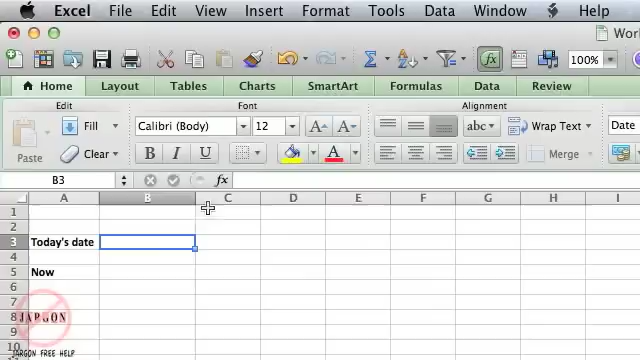 Excel File Edit View Insert Format Tools Data Window Help
Work
100%
Home Layout Tables Charts SmartArt Formulas Data Review
Edit Font Alignment
Paste Fill Calibri (Body) 12 A A abc Wrap Text Date
Clear B I U A Merge
B3 fx
A B C D E F G H I
1
2
3 Today's date
4
5 Now
6
7
8
9
10
JARGON
JARGON FREE HELP